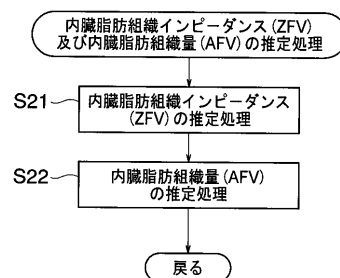 内臓脂肪組織インピーダンス(ZFV)
及び内臓脂肪組織量(AFV)の推定処理
S21
内臓脂肪組織インピーダンス
(ZFV)の推定処理
S22
内臓脂肪組織量(AFV)
の推定処理
戻る